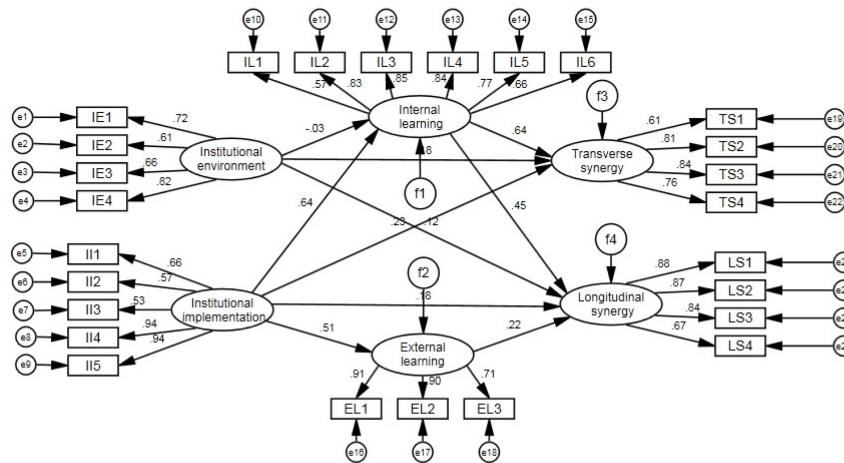 e10 e11 e12 e13 e14 e15
IL1 IL2 IL3 IL4 IL5 IL6
.57 .83 .85 .84 .77 .66
e1 IE1 .72
e2 IE2 .61
e3 IE3 .66
e4 IE4 .82
Institutional
environment
Internal
learning
f3
Transverse
synergy
.61 TS1 e19
.81 TS2 e20
.84 TS3 e21
.76 TS4 e22
-.03
.64
f1
.64
.23
.12
.45
e5 II1 .66
e6 II2 .57
e7 II3 .53
e8 II4 .94
e9 II5 .94
Institutional
implementation
f2
f4
.18
Longitudinal
synergy
.88 LS1
.87 LS2
.84 LS3
.67 LS4
.51
External
learning
.22
.91 .90 .71
EL1 EL2 EL3
e16 e17 e18